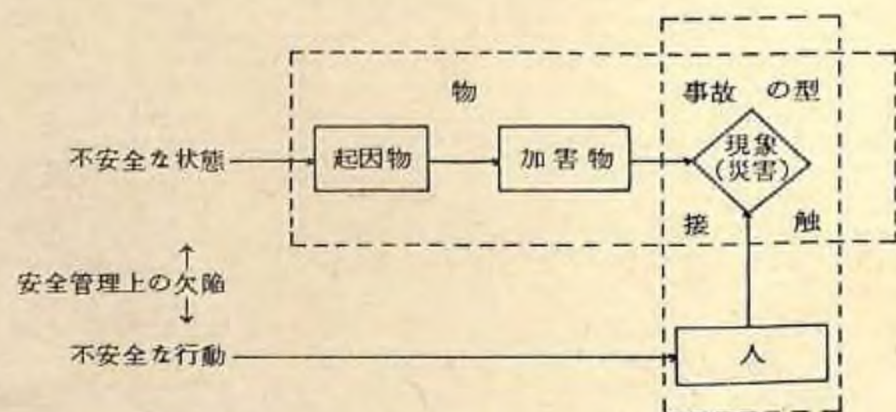 物
事故 の型
不安全な状態
起因物
加害物
現象
(災害)
接 触
↑
安全管理上の欠陥
↓
不安全な行動
人